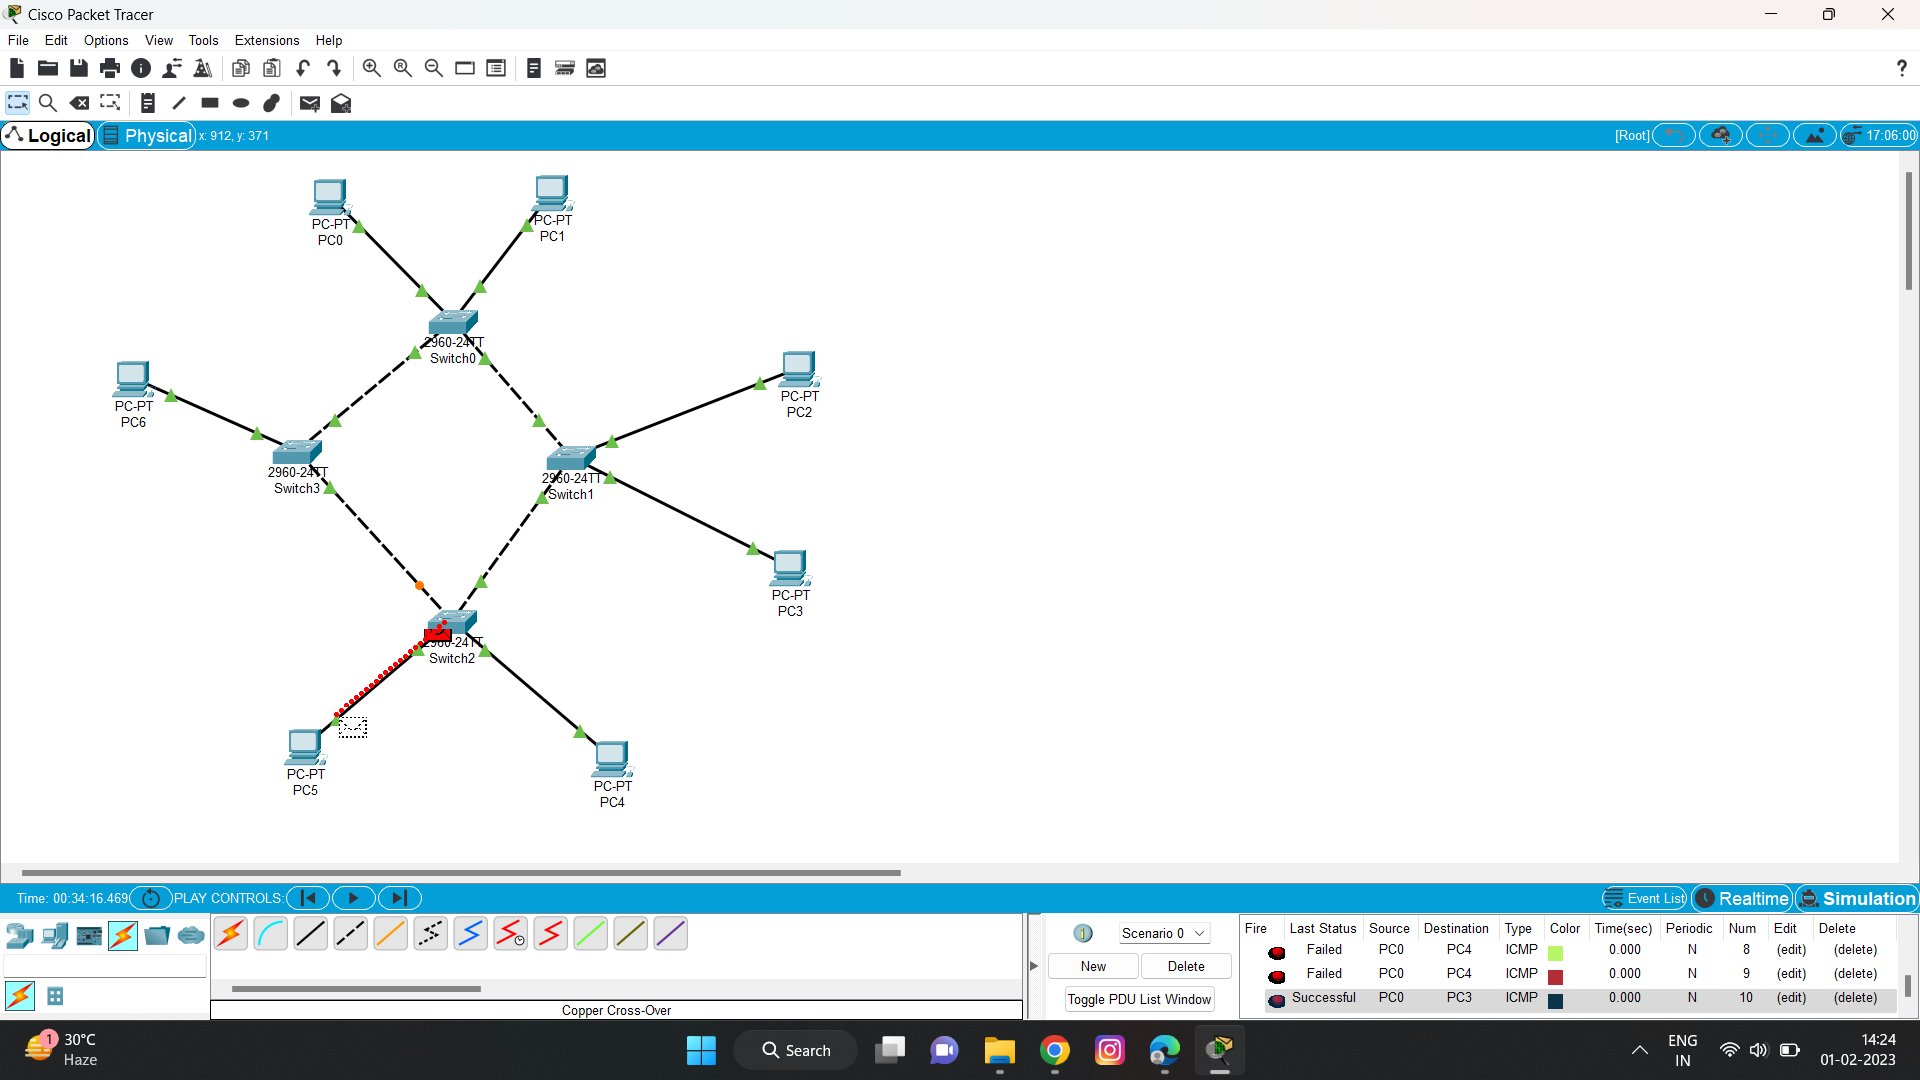 Cisco Packet Tracer
File Edit Options View Tools Extensions Help
?
Logical Physical x: 912, y: 371 [Root] 17:06:00
PC-PT
PC0
PC-PT
PC1
2960-24TT
Switch0
PC-PT
PC2
PC-PT
PC6
2960-24TT
Switch3
2960-24TT
Switch1
PC-PT
PC3
2960-24TT
Switch2
PC-PT
PC5
PC-PT
PC4
Time: 00:34:16.469 PLAY CONTROLS: Event List Realtime Simulation
Scenario 0
New Delete
Toggle PDU List Window
Copper Cross-Over
Fire Last Status Source Destination Type Color Time(sec) Periodic Num Edit Delete
Failed PC0 PC4 ICMP 0.000 N 8 (edit) (delete)
Failed PC0 PC4 ICMP 0.000 N 9 (edit) (delete)
Successful PC0 PC3 ICMP 0.000 N 10 (edit) (delete)
1
30°C
Haze
Search
ENG
IN
14:24
01-02-2023